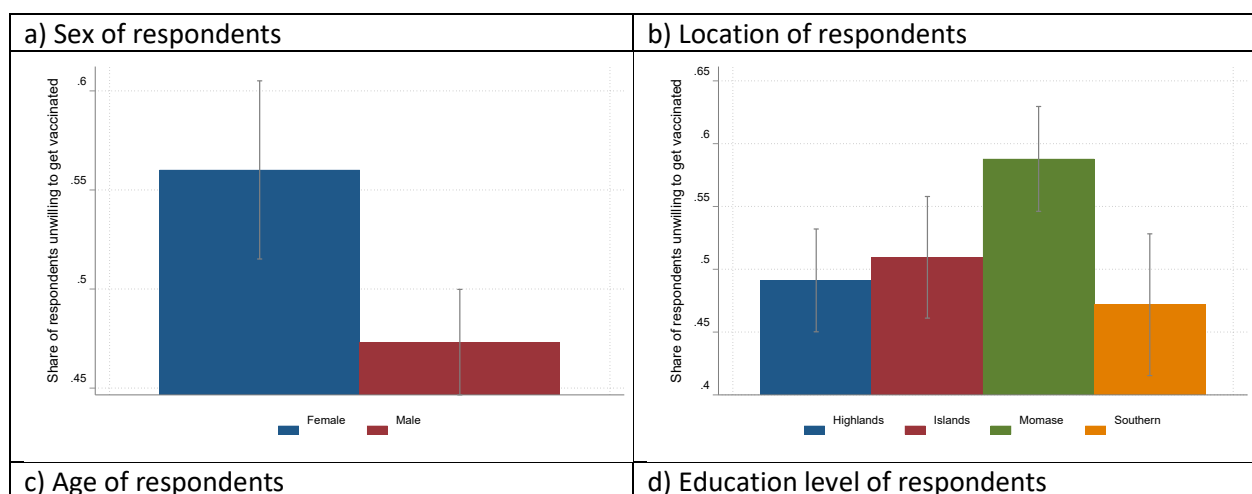 a) Sex of respondents
b) Location of respondents
Share of respondents unwilling to get vaccinated
.6
.55
.5
.45
Female Male
Share of respondents unwilling to get vaccinated
.65
.6
.55
.5
.45
.4
Highlands Islands Momase Southern
c) Age of respondents
d) Education level of respondents